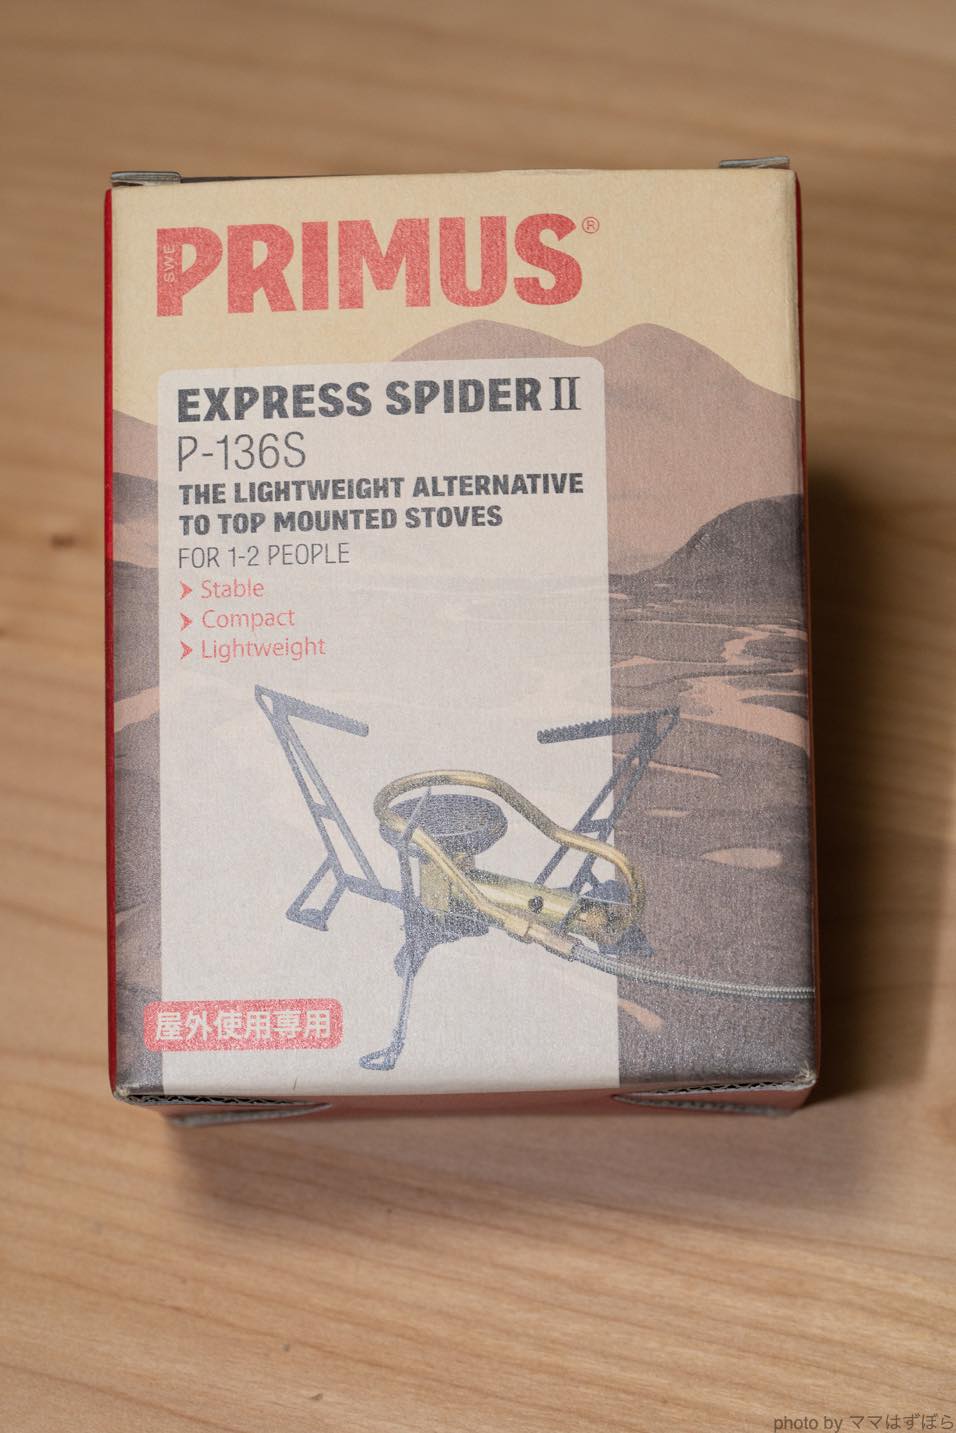 SWE
PRIMUS®
EXPRESS SPIDER II
P-136S
THE LIGHTWEIGHT ALTERNATIVE
TO TOP MOUNTED STOVES
FOR 1-2 PEOPLE
Stable
Compact
Lightweight
屋外使用専用
photo by ママはずぼら